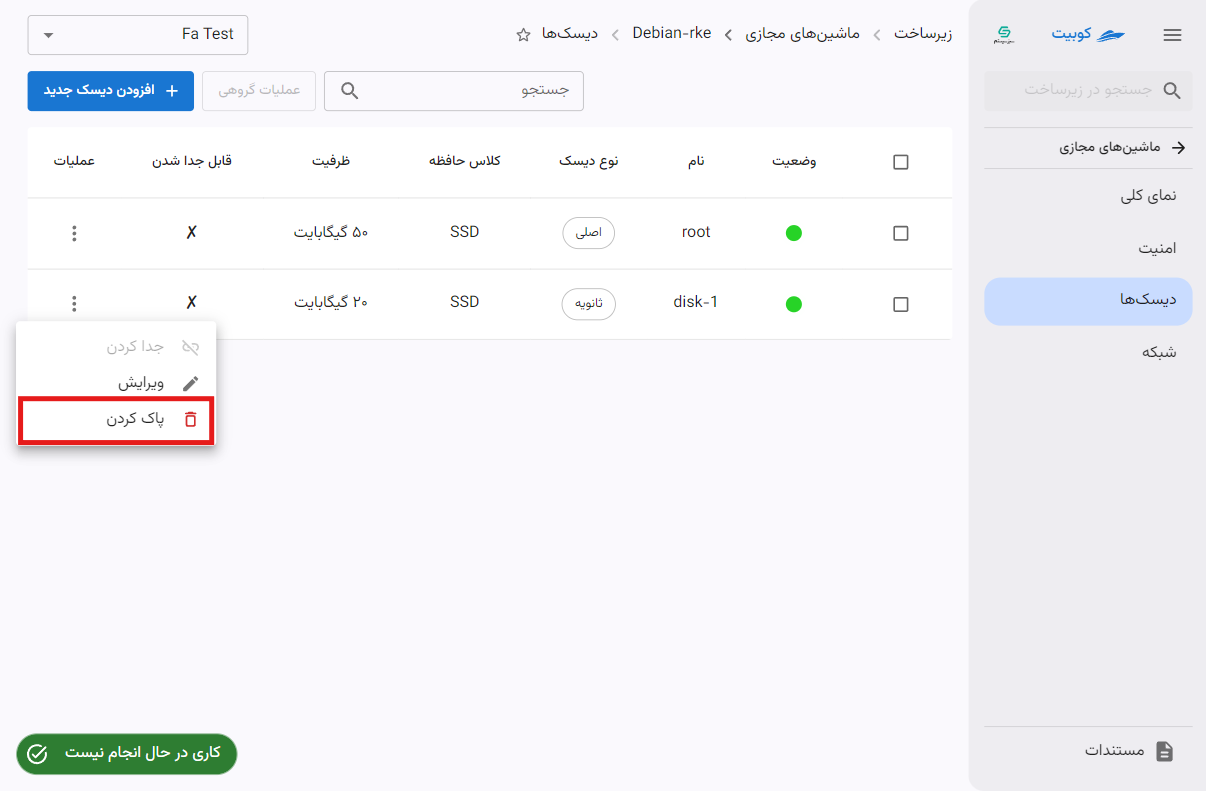 کوبیت
جستجو در زیرساخت
ماشین‌های مجازی
نمای کلی
امنیت
دیسک‌ها
شبکه
مستندات
زیرساخت
ماشین‌های مجازی
Debian-rke
دیسک‌ها
Fa Test
جستجو
عملیات گروهی
افزودن دیسک جدید +
وضعیت نام نوع دیسک کلاس حافظه ظرفیت قابل جدا شدن عملیات
root اصلی SSD ۵۰ گیگابایت ✗
disk-1 ثانویه SSD ۲۰ گیگابایت ✗
جدا کردن
ویرایش
پاک کردن
کاری در حال انجام نیست